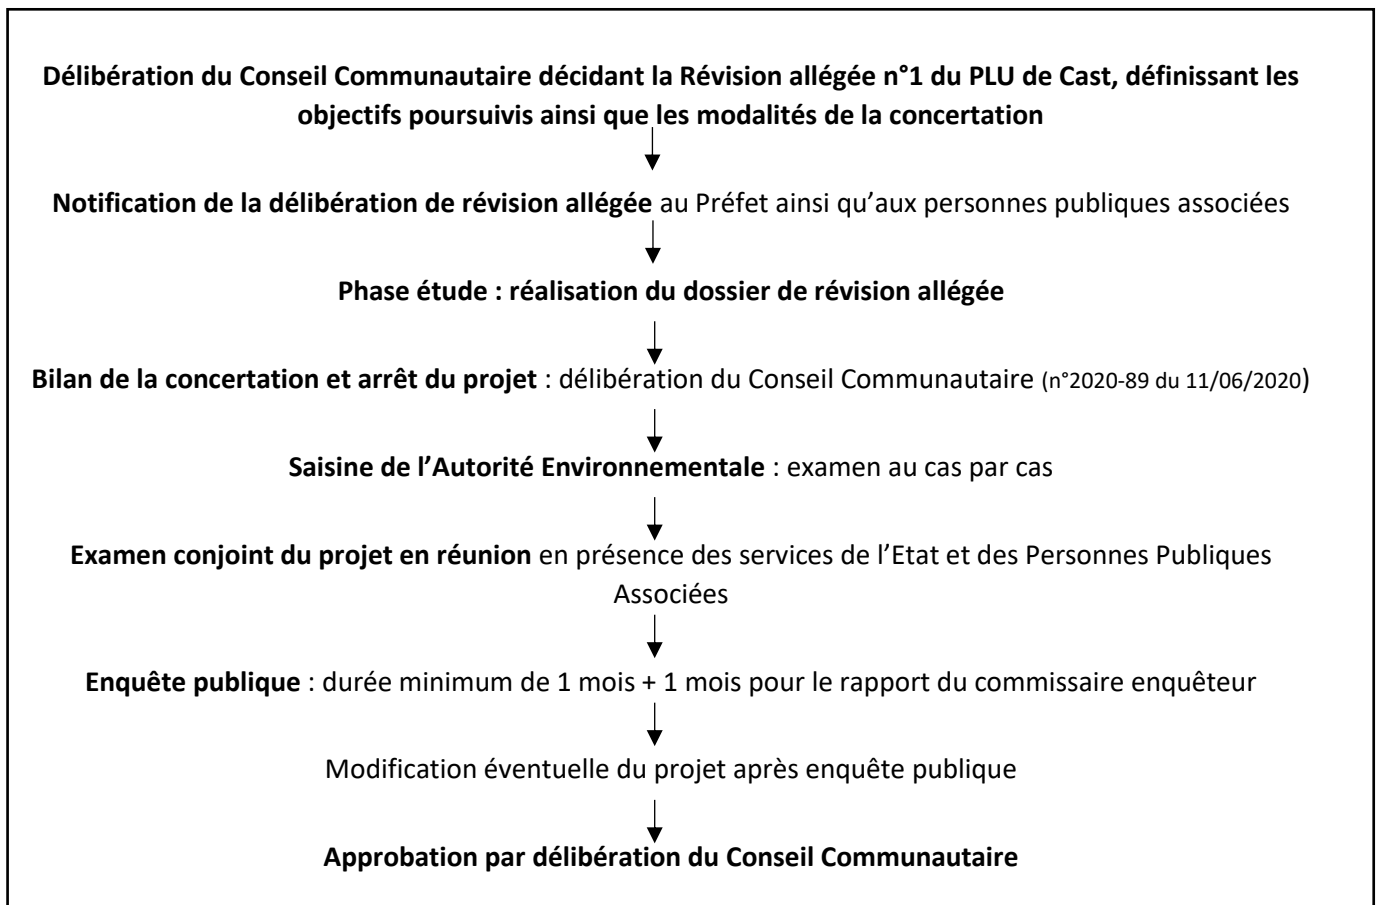 Délibération du Conseil Communautaire décidant la Révision allégée n°1 du PLU de Cast, définissant les
objectifs poursuivis ainsi que les modalités de la concertation
Notification de la délibération de révision allégée au Préfet ainsi qu’aux personnes publiques associées
Phase étude : réalisation du dossier de révision allégée
Bilan de la concertation et arrêt du projet : délibération du Conseil Communautaire (n°2020-89 du 11/06/2020)
Saisine de l’Autorité Environnementale : examen au cas par cas
Examen conjoint du projet en réunion en présence des services de l’Etat et des Personnes Publiques
Associées
Enquête publique : durée minimum de 1 mois + 1 mois pour le rapport du commissaire enquêteur
Modification éventuelle du projet après enquête publique
Approbation par délibération du Conseil Communautaire